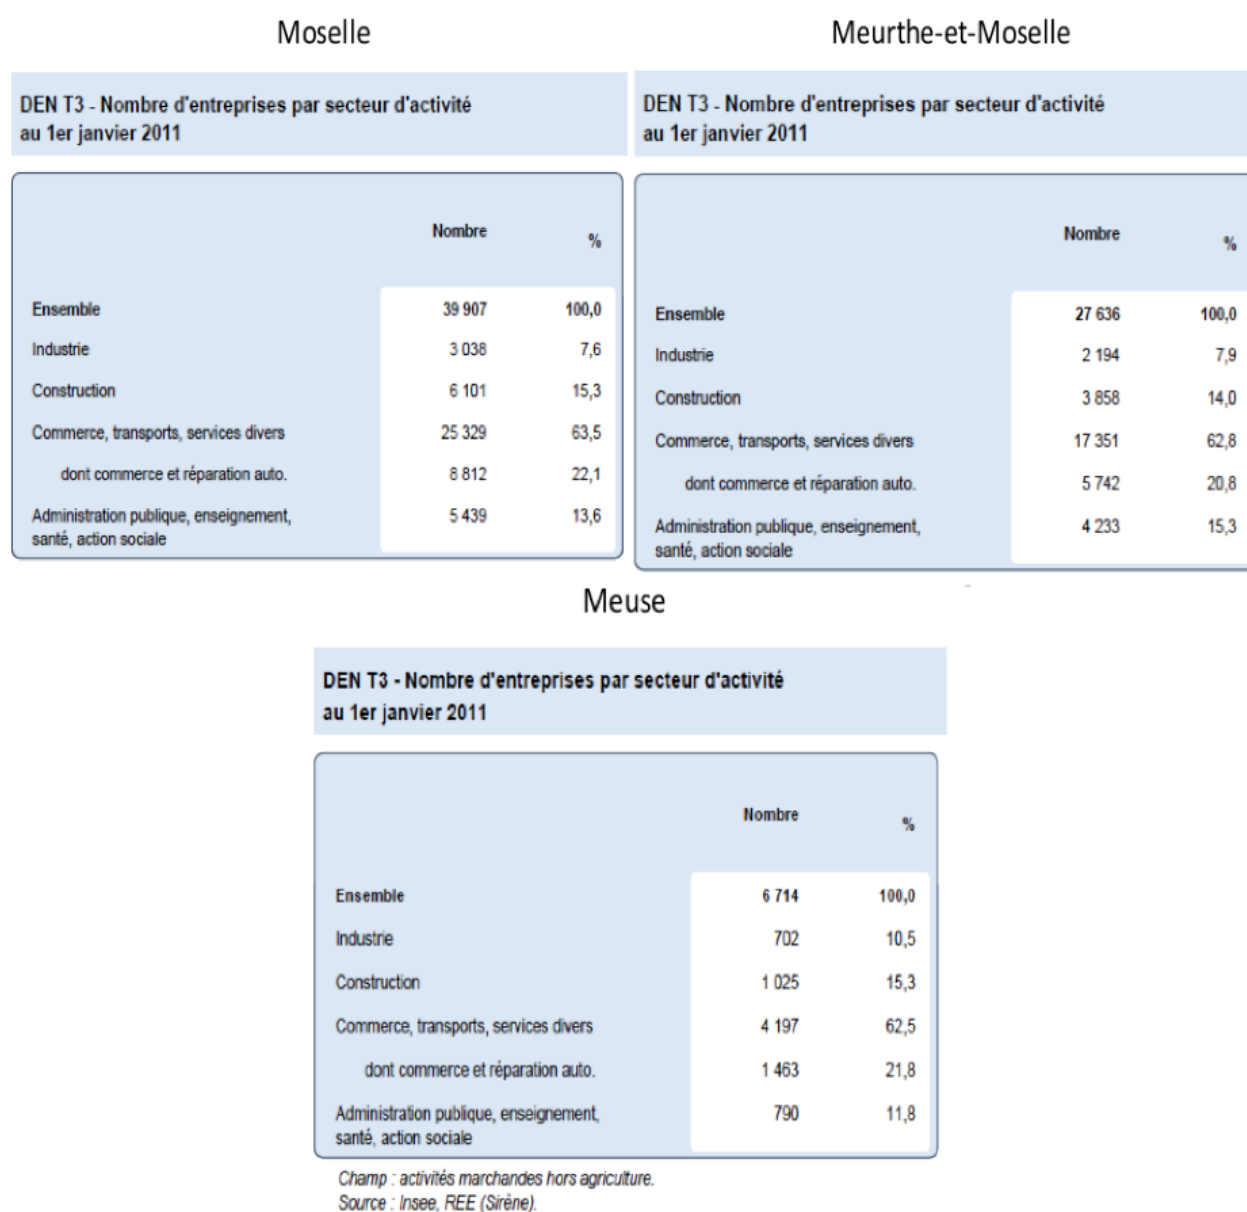 Moselle
DEN T3 - Nombre d'entreprises par secteur d'activité
au 1er janvier 2011
Nombre %
Ensemble 39 907 100,0
Industrie 3 038 7,6
Construction 6 101 15,3
Commerce, transports, services divers 25 329 63,5
dont commerce et réparation auto. 8 812 22,1
Administration publique, enseignement, 5 439 13,6
santé, action sociale
Meurthe-et-Moselle
DEN T3 - Nombre d'entreprises par secteur d'activité
au 1er janvier 2011
Nombre %
Ensemble 27 636 100,0
Industrie 2 194 7,9
Construction 3 858 14,0
Commerce, transports, services divers 17 351 62,8
dont commerce et réparation auto. 5 742 20,8
Administration publique, enseignement, 4 233 15,3
santé, action sociale
Meuse
DEN T3 - Nombre d'entreprises par secteur d'activité
au 1er janvier 2011
Nombre %
Ensemble 6 714 100,0
Industrie 702 10,5
Construction 1 025 15,3
Commerce, transports, services divers 4 197 62,5
dont commerce et réparation auto. 1 463 21,8
Administration publique, enseignement, 790 11,8
santé, action sociale
Champ : activités marchandes hors agriculture.
Source : Insee, REE (Sirène).